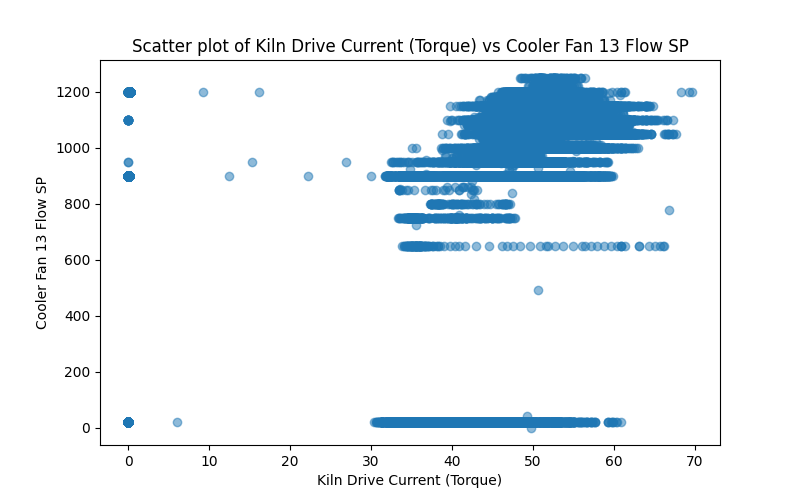 Scatter plot of Kiln Drive Current (Torque) vs Cooler Fan 13 Flow SP
Cooler Fan 13 Flow SP
1200
1000
800
600
400
200
0
0 10 20 30 40 50 60 70
Kiln Drive Current (Torque)